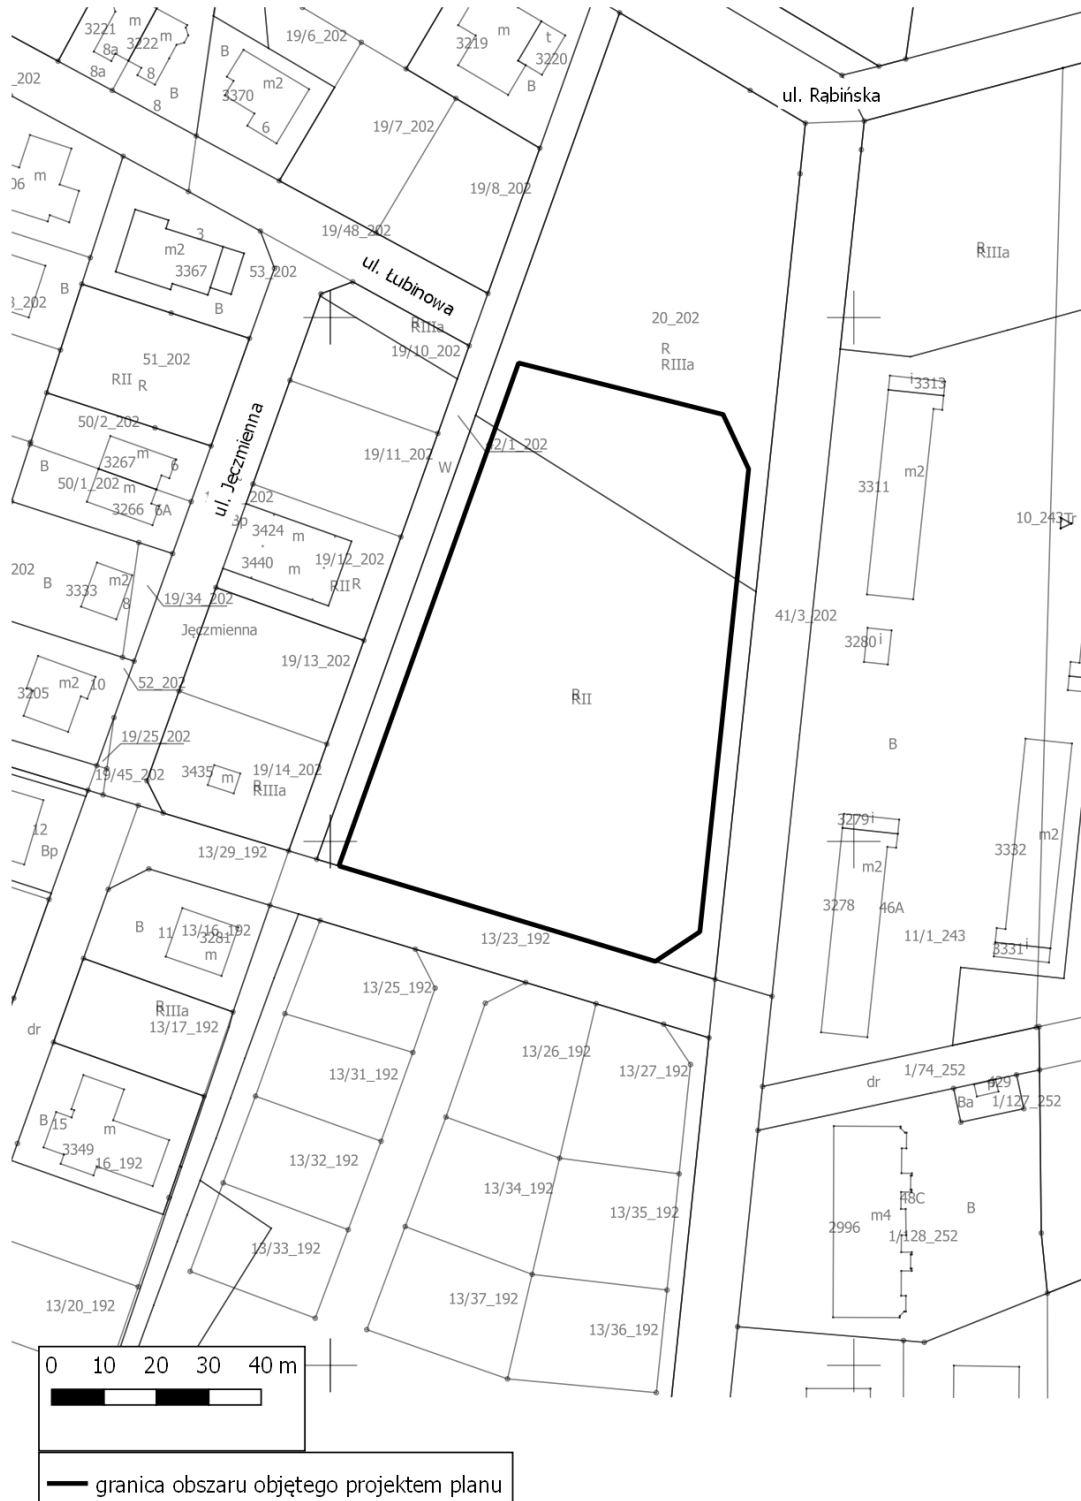 3221
m
3222
m
8a
8a
8
8
B
B
m2
3370
6
19/6_202
3219
m
t
3220
B
ul. Rąbińska
_202
19/7_202
19/8_202
19/48_202
ul. Łubinowa
m
3
m2
3367
53_202
B
B
RIIIa
19/10_202
20_202
R
RIIIa
R
RIIIa
51_202
RII R
50/2_202
3267
m
6
B
50/1_202
m
3266
6A
ul. Jęczmienna
19/11_202
W
3424
m
3440
m
19/12_202
RII R
3313
i
m2
3311
10_243
Tr
202
B
3333
m2
8
19/34_202
Jęczmienna
19/13_202
41/3_202
3280
i
3205
m2
10
52_202
19/25_202
19/45_202
3435
m
19/14_202
RIIIa
RII
B
12
Bp
13/29_192
3279
i
m2
3278
46A
3332
m2
3331
i
11/1_243
B
11
13/16_192
3281
m
13/23_192
RIIIa
13/17_192
dr
13/25_192
13/26_192
13/27_192
13/31_192
dr
1/74_252
Ba
1/127_252
B
15
m
3349
16_192
13/32_192
13/34_192
13/35_192
48C
m4
2996
1/128_252
B
13/33_192
13/20_192
13/37_192
13/36_192
0 10 20 30 40 m
granica obszaru objętego projektem planu